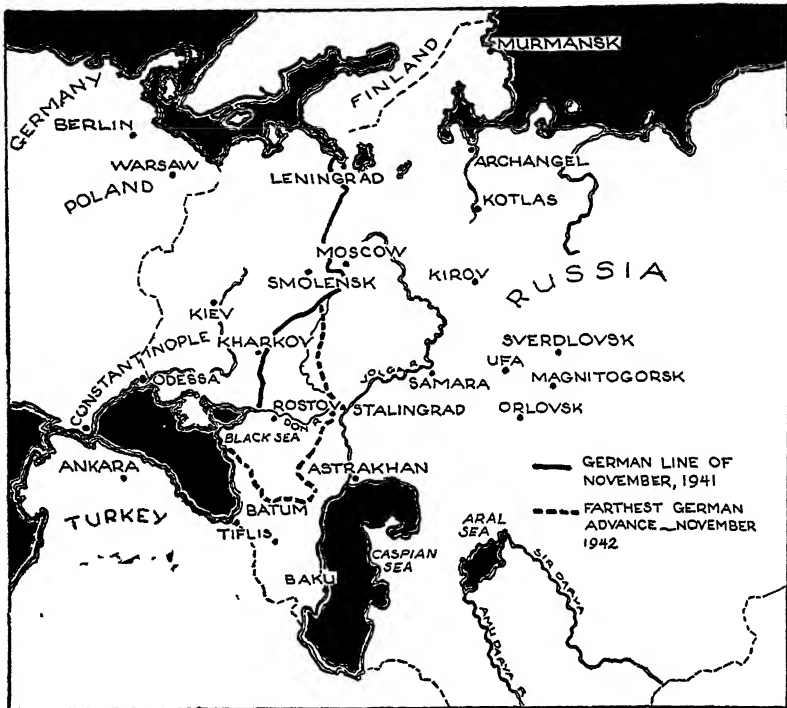 MURMANSK
FINLAND
GERMANY
BERLIN
WARSAW
POLAND
LENINGRAD
ARCHANGEL
KOTLAS
MOSCOW
SMOLENSK
KIROV
RUSSIA
KIEV
KHARKOV
CONSTANTINOPLE
ODESSA
SVERDLOVSK
UFA
SAMARA
MAGNITOGORSK
ORLOVSK
ROSTOV
DON R.
STALINGRAD
BLACK SEA
ANKARA
ASTRAKHAN
TURKEY
BATUM
TIFLIS
BAKU
CASPIAN
SEA
ARAL
SEA
SIR DARYA
AMU DARYA R.
GERMAN LINE OF
NOVEMBER, 1941
FARTHEST GERMAN
ADVANCE—NOVEMBER
1942